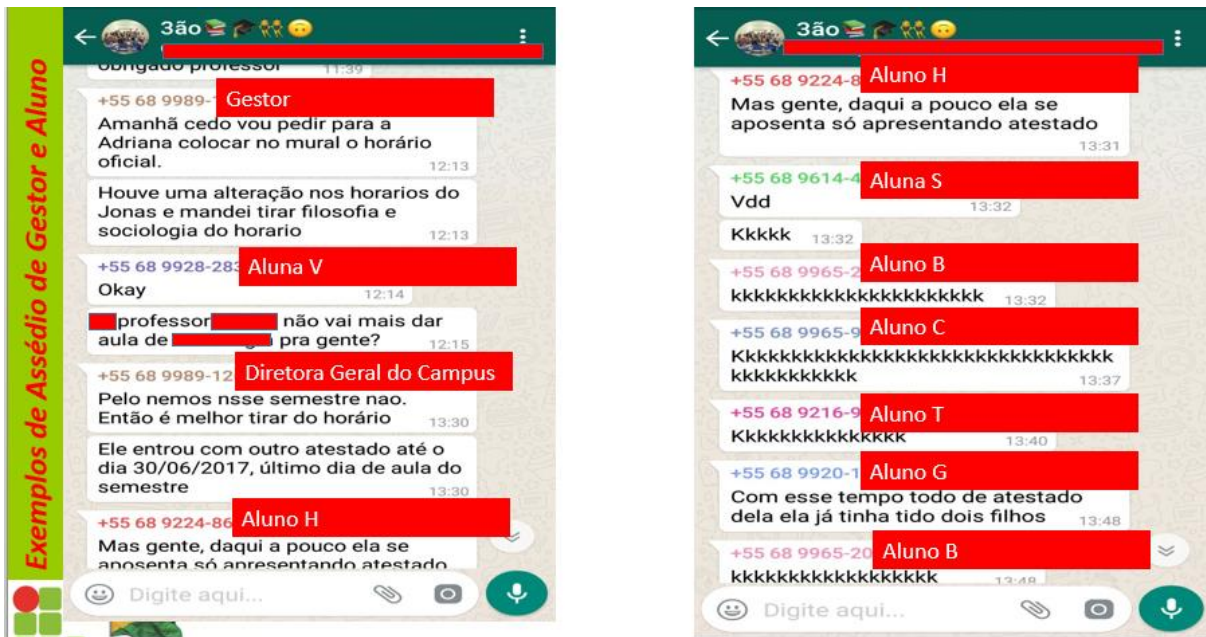 Exemplos de Assédio de Gestor e Aluno
3ão
obrigado professor 11:39
+55 68 9989- Gestor
Amanhã cedo vou pedir para a
Adriana colocar no mural o horário
oficial. 12:13
Houve uma alteração nos horarios do
Jonas e mandei tirar filosofia e
sociologia do horario 12:13
+55 68 9928-283 Aluna V
Okay 12:14
professor não vai mais dar
aula de pra gente? 12:15
+55 68 9989-12 Diretora Geral do Campus
Pelo nemos nsse semestre nao.
Então é melhor tirar do horário 13:30
Ele entrou com outro atestado até o
dia 30/06/2017, último dia de aula do
semestre 13:30
+55 68 9224-86 Aluno H
Mas gente, daqui a pouco ela se
aposenta só apresentando atestado
Digite aqui...
3ão
+55 68 9224-8 Aluno H
Mas gente, daqui a pouco ela se
aposenta só apresentando atestado
13:31
+55 68 9614-4 Aluna S
Vdd 13:32
Kkkkk 13:32
+55 68 9965-2 Aluno B
kkkkkkkkkkkkkkkkkkkkkk 13:32
+55 68 9965-9 Aluno C
Kkkkkkkkkkkkkkkkkkkkkkkkkkkkkkkkk
kkkkkkkkkkk 13:37
+55 68 9216-9 Aluno T
Kkkkkkkkkkkkkkk 13:40
+55 68 9920-1 Aluno G
Com esse tempo todo de atestado
dela ela já tinha tido dois filhos 13:48
+55 68 9965-20 Aluno B
kkkkkkkkkkkkkkkkkk 13:48
Digite aqui...